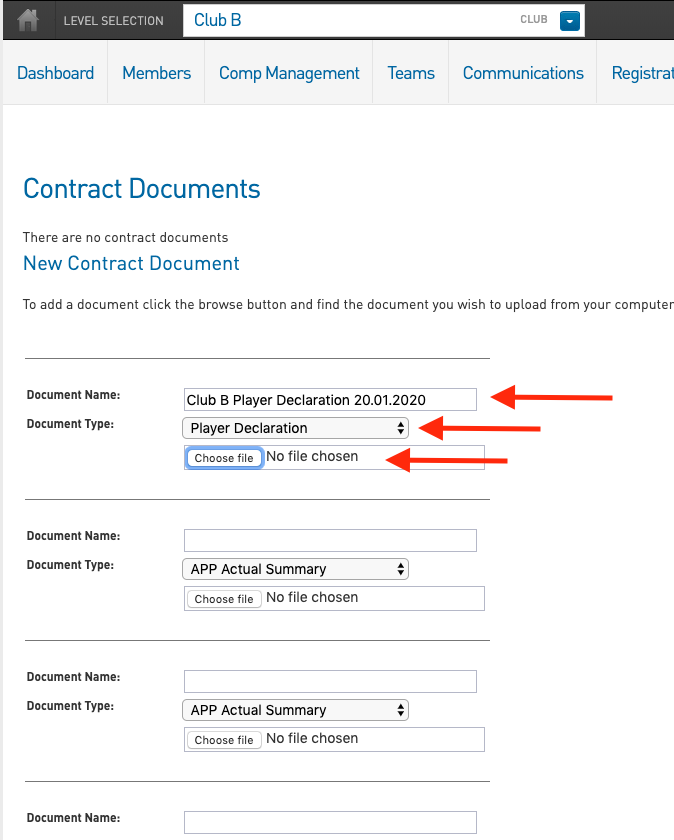 LEVEL SELECTION Club B CLUB
Dashboard Members Comp Management Teams Communications Registrat
Contract Documents
There are no contract documents
New Contract Document
To add a document click the browse button and find the document you wish to upload from your computer
Document Name: Club B Player Declaration 20.01.2020
Document Type: Player Declaration
Choose file No file chosen
Document Name:
Document Type: APP Actual Summary
Choose file No file chosen
Document Name:
Document Type: APP Actual Summary
Choose file No file chosen
Document Name: